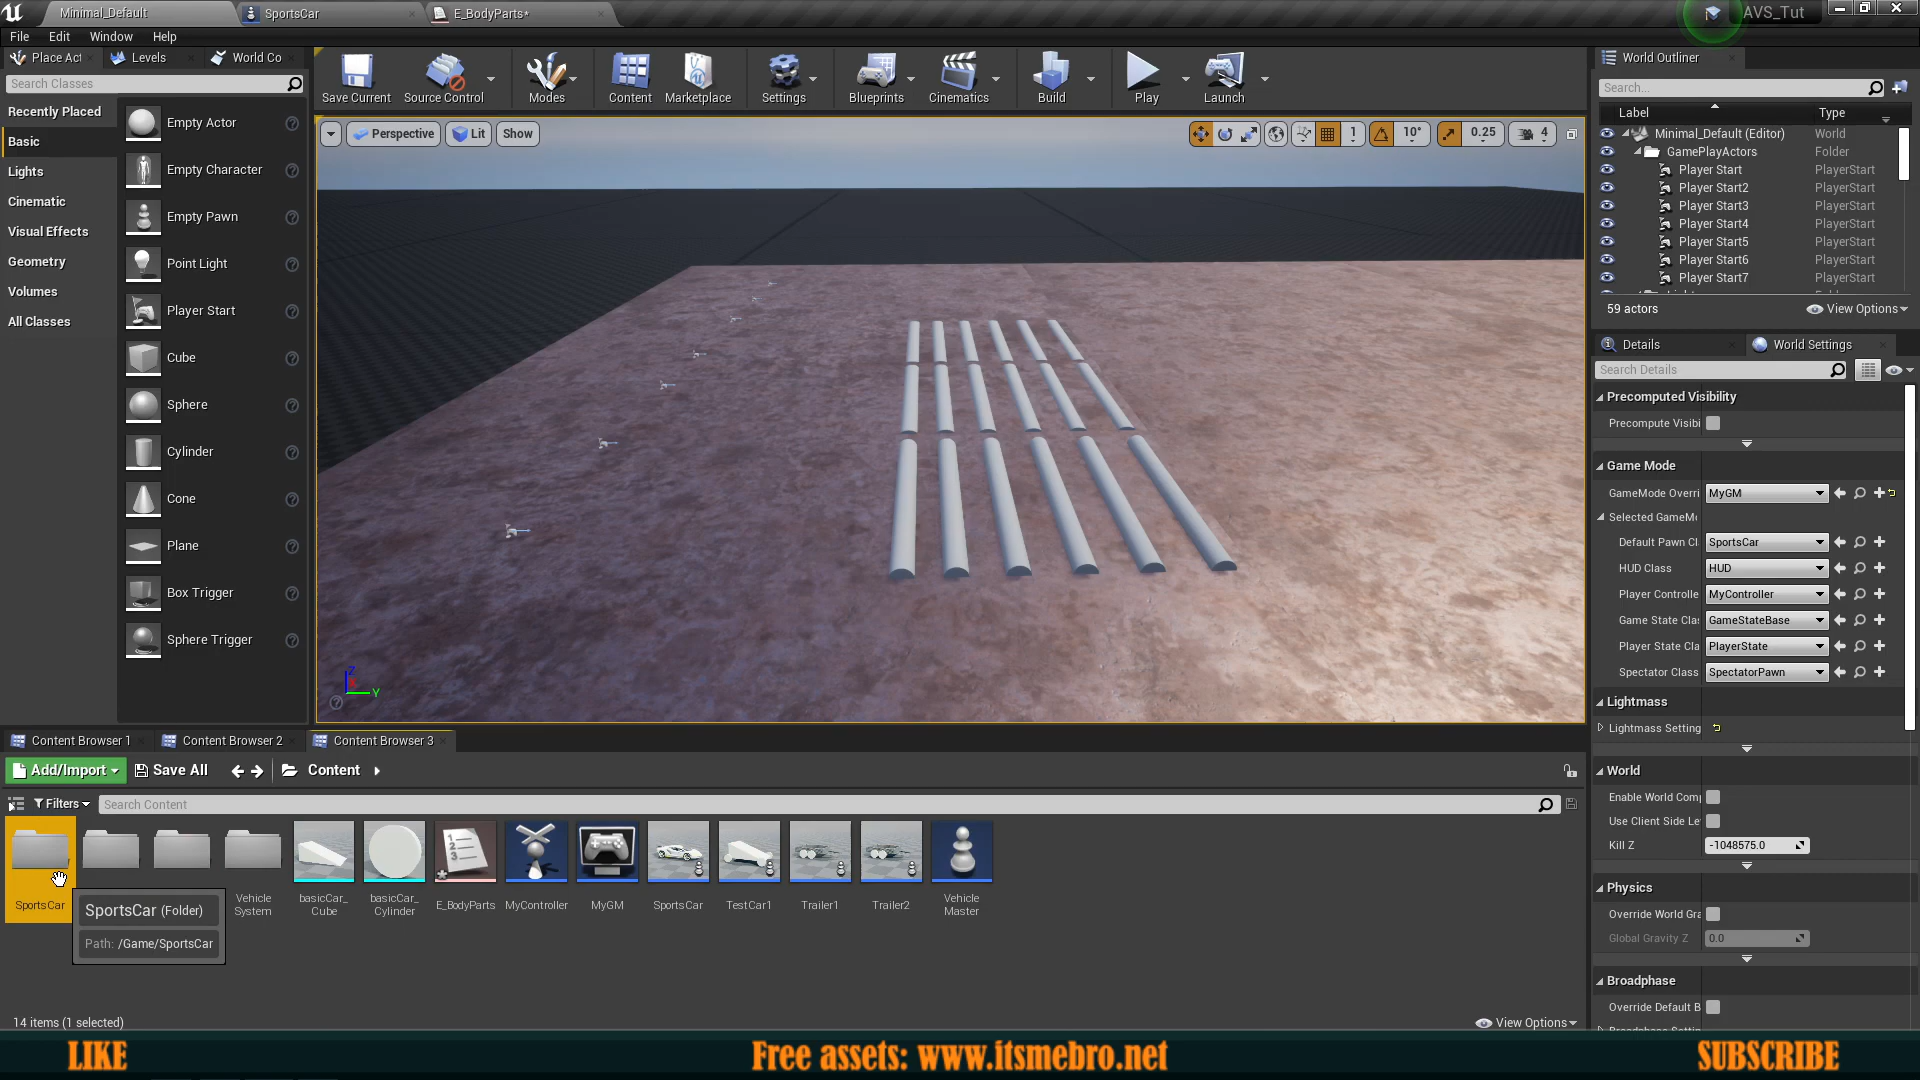 Minimal_Default
SportsCar
E_BodyParts*
AVS_Tut
File Edit Window Help
Place Act
Levels
World Co
Search Classes
Recently Placed
Basic
Lights
Cinematic
Visual Effects
Geometry
Volumes
All Classes
Empty Actor
Empty Character
Empty Pawn
Point Light
Player Start
Cube
Sphere
Cylinder
Cone
Plane
Box Trigger
Sphere Trigger
Save Current
Source Control
Modes
Content
Marketplace
Settings
Blueprints
Cinematics
Build
Play
Launch
Perspective
Lit
Show
1
10°
0.25
4
Z
Y
World Outliner
Search...
Label Type
Minimal_Default (Editor) World
GamePlayActors Folder
Player Start PlayerStart
Player Start2 PlayerStart
Player Start3 PlayerStart
Player Start4 PlayerStart
Player Start5 PlayerStart
Player Start6 PlayerStart
Player Start7 PlayerStart
59 actors
View Options
Details
World Settings
Search Details
Precomputed Visibility
Precompute Visibi
Game Mode
GameMode Overri MyGM
Selected GameMo
Default Pawn Cl SportsCar
HUD Class HUD
Player Controlle MyController
Game State Clas GameStateBase
Player State Cla PlayerState
Spectator Class SpectatorPawn
Lightmass
Lightmass Setting
World
Enable World Comp
Use Client Side Le
Kill Z -1048575.0
Physics
Override World Gra
Global Gravity Z 0.0
Broadphase
Override Default B
Content Browser 1
Content Browser 2
Content Browser 3
Add/Import
Save All
Content
Filters
Search Content
SportsCar
Vehicle
System
basicCar_
Cube
basicCar_
Cylinder
E_BodyParts
MyController
MyGM
SportsCar
TestCar1
Trailer1
Trailer2
Vehicle
Master
SportsCar (Folder)
Path: /Game/SportsCar
14 items (1 selected)
View Options
LIKE
Free assets: www.itsmebro.net
SUBSCRIBE